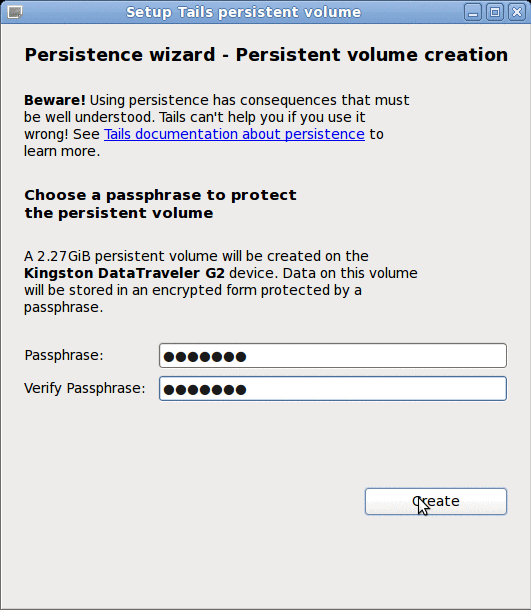 Setup Tails persistent volume
Persistence wizard - Persistent volume creation
Beware! Using persistence has consequences that must
be well understood. Tails can't help you if you use it
wrong! See Tails documentation about persistence to
learn more.
Choose a passphrase to protect
the persistent volume
A 2.27GiB persistent volume will be created on the
Kingston DataTraveler G2 device. Data on this volume
will be stored in an encrypted form protected by a
passphrase.
Passphrase: ●●●●●●●
Verify Passphrase: ●●●●●●●
Create